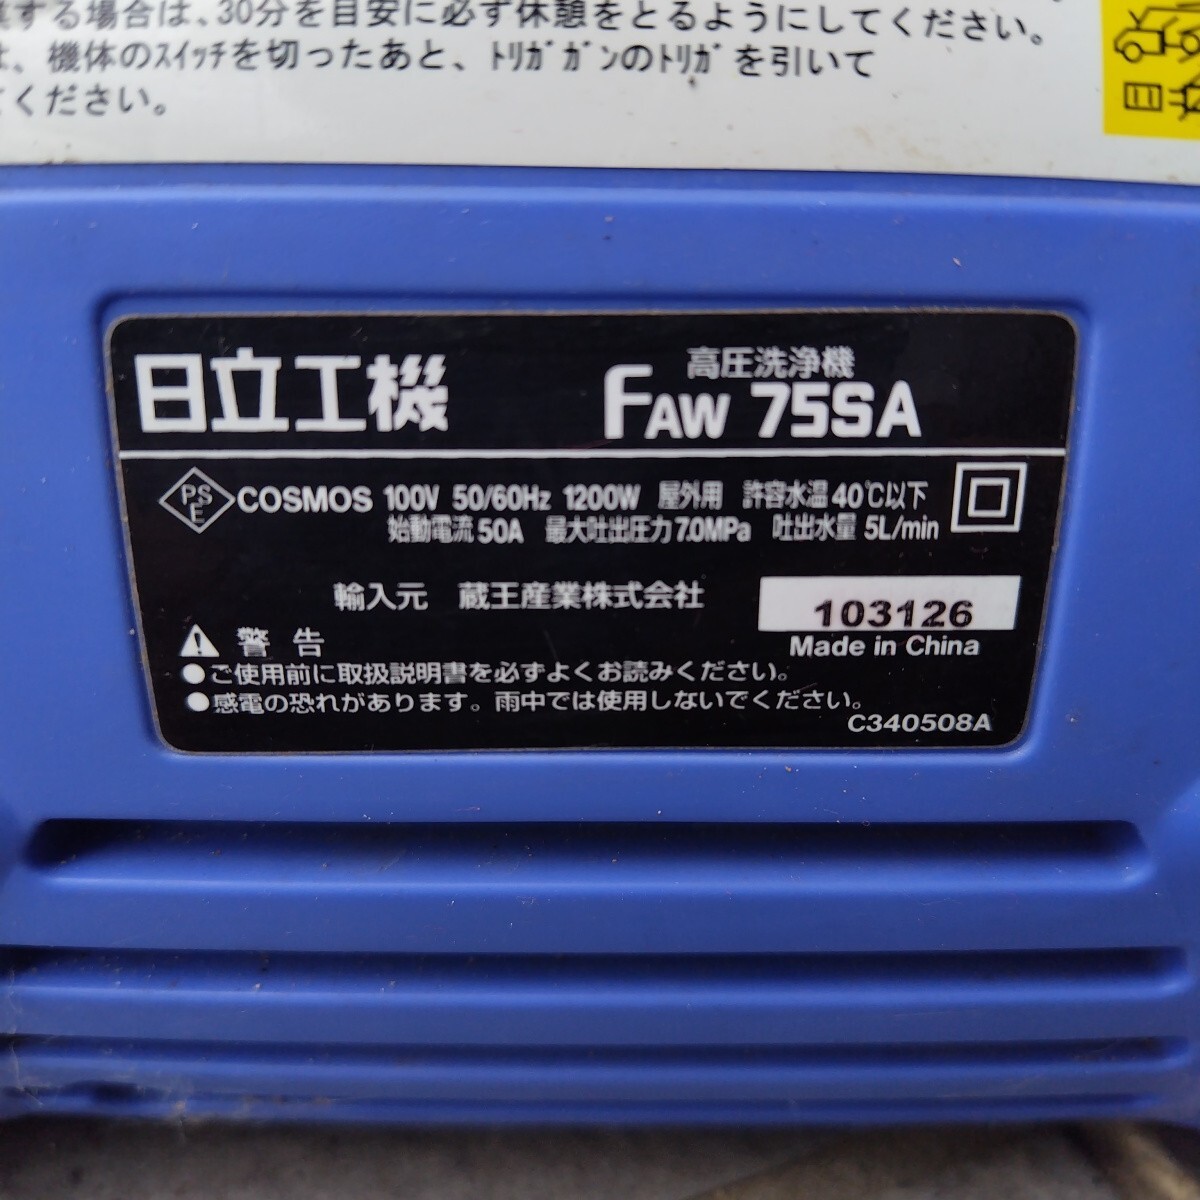 する場合は、30分を目安に必ず休憩をとるようにしてください。
は、機体のスイッチを切ったあと、トリガガンのトリガを引いて
てください。
日立工機
高圧洗浄機
FAW 75SA
PS
E
COSMOS 100V 50/60Hz 1200W 屋外用 許容水温40℃以下
始動電流50A 最大吐出圧力7.0MPa 吐出水量 5L/min
輸入元 蔵王産業株式会社
103126
Made in China
警告
●ご使用前に取扱説明書を必ずよくお読みください。
●感電の恐れがあります。雨中では使用しないでください。
C340508A